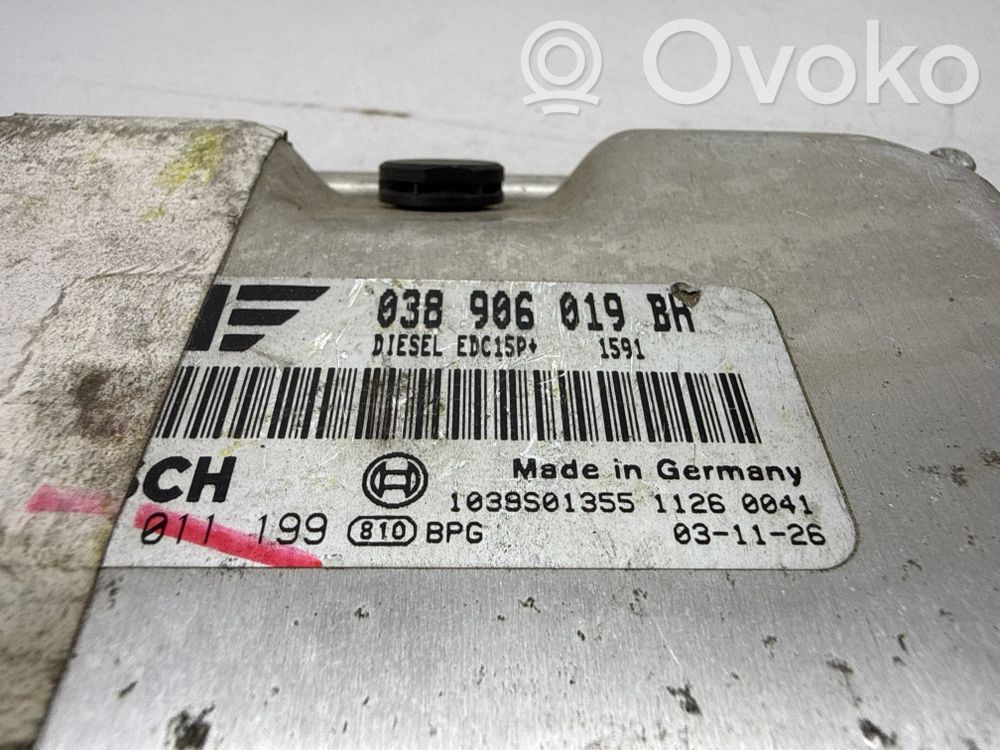 Ovoko
038 906 019 BA
DIESEL EDC15P+ 1591
SCH
Made in Germany
1039S01355 1126 0041
011 199 810 BPG 03-11-26